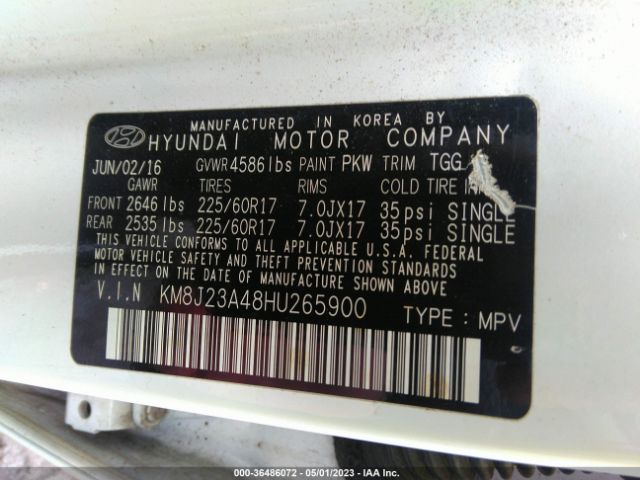 MANUFACTURED IN KOREA BY
HYUNDAI MOTOR COMPANY
JUN/02/16 GVWR 4586lbs PAINT PKW TRIM TGG
GAWR TIRES RIMS COLD TIRE
FRONT 2646 lbs 225/60R17 7.0JX17 35psi SINGLE
REAR 2535 lbs 225/60R17 7.0JX17 35psi SINGLE
THIS VEHICLE CONFORMS TO ALL APPLICABLE U.S.A. FEDERAL
MOTOR VEHICLE SAFETY AND THEFT PREVENTION STANDARDS
IN EFFECT ON THE DATE OF MANUFACTURE SHOWN ABOVE.
V.I.N KM8J23A48HU265900 TYPE : MPV
000-36486072 - 05/01/2023 - IAA Inc.